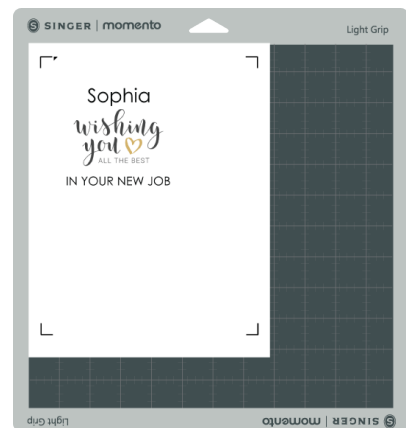 SINGER | momento
Light Grip
Sophia
wishing
you
ALL THE BEST
IN YOUR NEW JOB
Light Grip
SINGER | momento